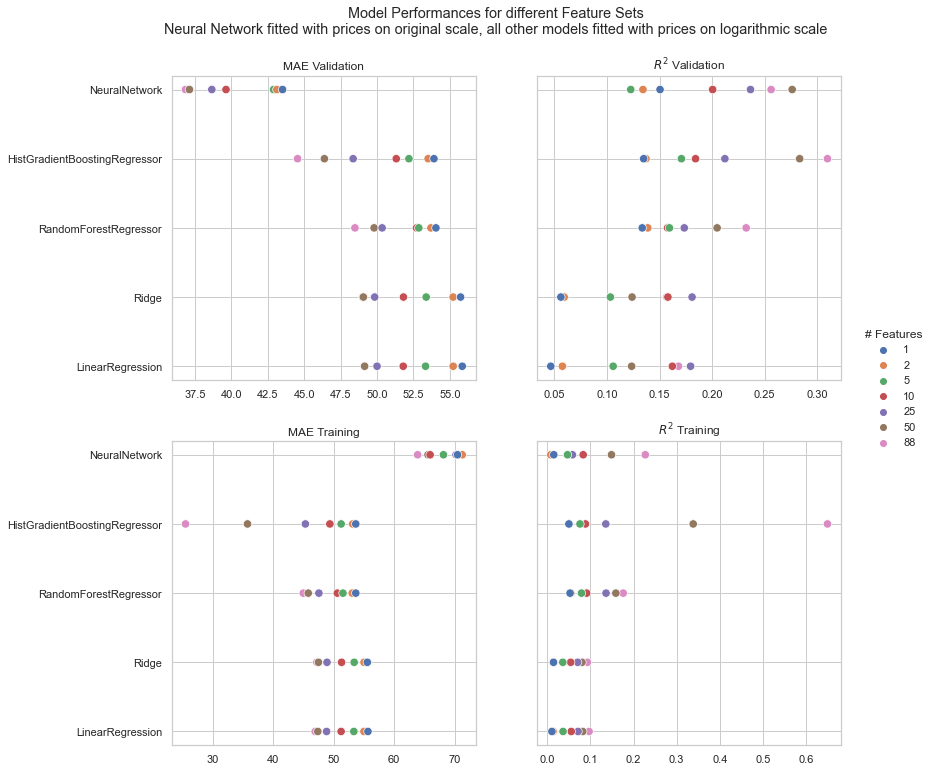 Model Performances for different Feature Sets
Neural Network fitted with prices on original scale, all other models fitted with prices on logarithmic scale
MAE Validation
R² Validation
NeuralNetwork
HistGradientBoostingRegressor
RandomForestRegressor
Ridge
LinearRegression
37.5 40.0 42.5 45.0 47.5 50.0 52.5 55.0
0.05 0.10 0.15 0.20 0.25 0.30
# Features
1
2
5
10
25
50
88
MAE Training
R² Training
NeuralNetwork
HistGradientBoostingRegressor
RandomForestRegressor
Ridge
LinearRegression
30 40 50 60 70
0.0 0.1 0.2 0.3 0.4 0.5 0.6